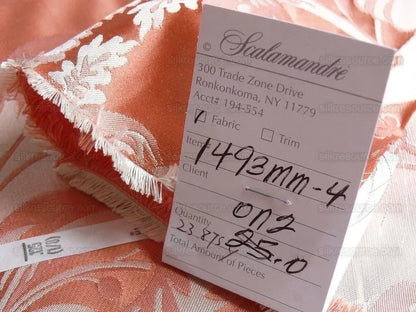 © Scalamandré
300 Trade Zone Drive
Ronkonkoma, NY 11779
Acct# 194-554
Fabric Trim
Item
1493MM-4
Client
on2
Quantity
23.875 25.0
Total Amount of Pieces